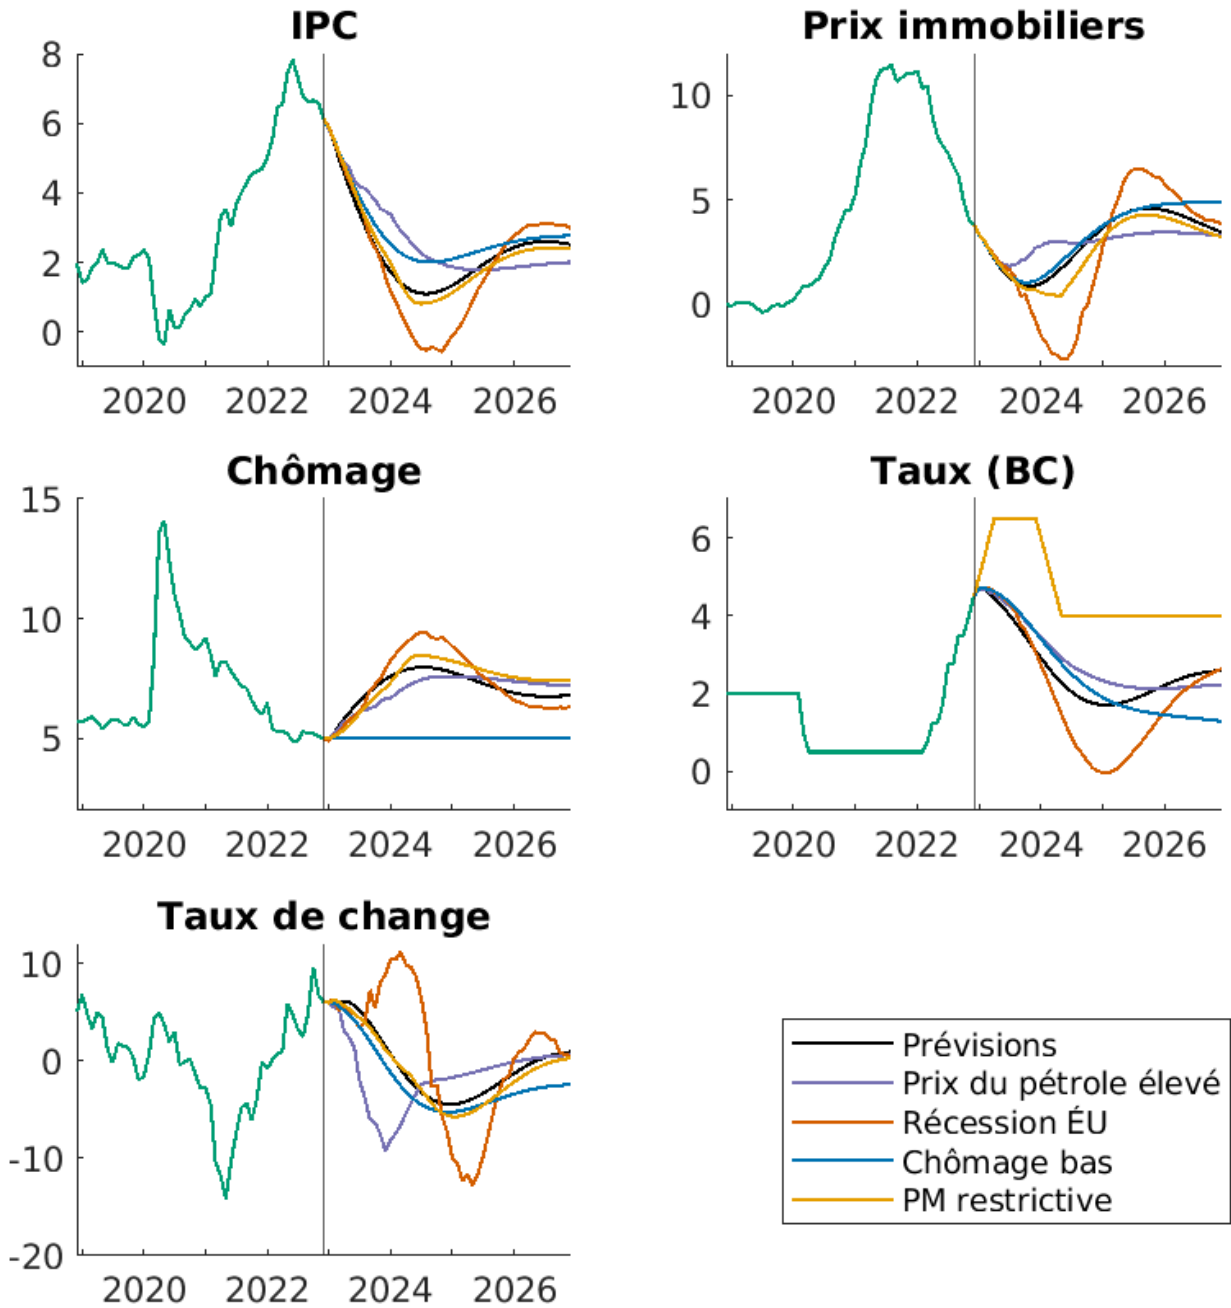 IPC
8
6
4
2
0
2020 2022 2024 2026
Prix immobiliers
10
5
0
2020 2022 2024 2026
Chômage
15
10
5
2020 2022 2024 2026
Taux (BC)
6
4
2
0
2020 2022 2024 2026
Taux de change
10
0
-10
-20
2020 2022 2024 2026
Prévisions
Prix du pétrole élevé
Récession ÉU
Chômage bas
PM restrictive